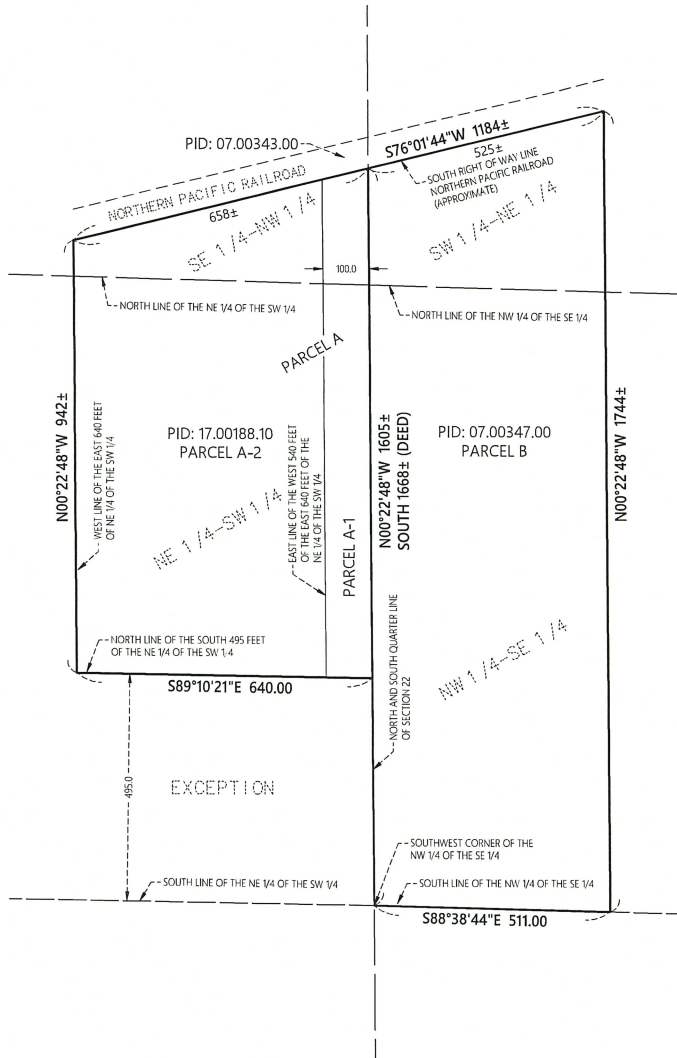 PID: 07.00343.00
S76°01'44"W 1184±
525±
SOUTH RIGHT OF WAY LINE
NORTHERN PACIFIC RAILROAD
(APPROXIMATE)
NORTHERN PACIFIC RAILROAD
658±
SE 1/4-NW 1/4
SW 1/4-NE 1/4
100.0
NORTH LINE OF THE NE 1/4 OF THE SW 1/4
NORTH LINE OF THE NW 1/4 OF THE SE 1/4
PARCEL A
N00°22'48"W 942±
WEST LINE OF THE EAST 640 FEET
OF NE 1/4 OF THE SW 1/4
PID: 17.00188.10
PARCEL A-2
NE 1/4-SW 1/4
EAST LINE OF THE WEST 540 FEET
OF THE EAST 640 FEET OF THE
NE 1/4 OF THE SW 1/4
PARCEL A-1
N00°22'48"W 1605±
SOUTH 1668± (DEED)
PID: 07.00347.00
PARCEL B
N00°22'48"W 1744±
NW 1/4-SE 1/4
NORTH LINE OF THE SOUTH 495 FEET
OF THE NE 1/4 OF THE SW 1/4
S89°10'21"E 640.00
NORTH AND SOUTH QUARTER LINE
OF SECTION 22
495.0
EXCEPTION
SOUTHWEST CORNER OF THE
NW 1/4 OF THE SE 1/4
SOUTH LINE OF THE NE 1/4 OF THE SW 1/4
SOUTH LINE OF THE NW 1/4 OF THE SE 1/4
S88°38'44"E 511.00